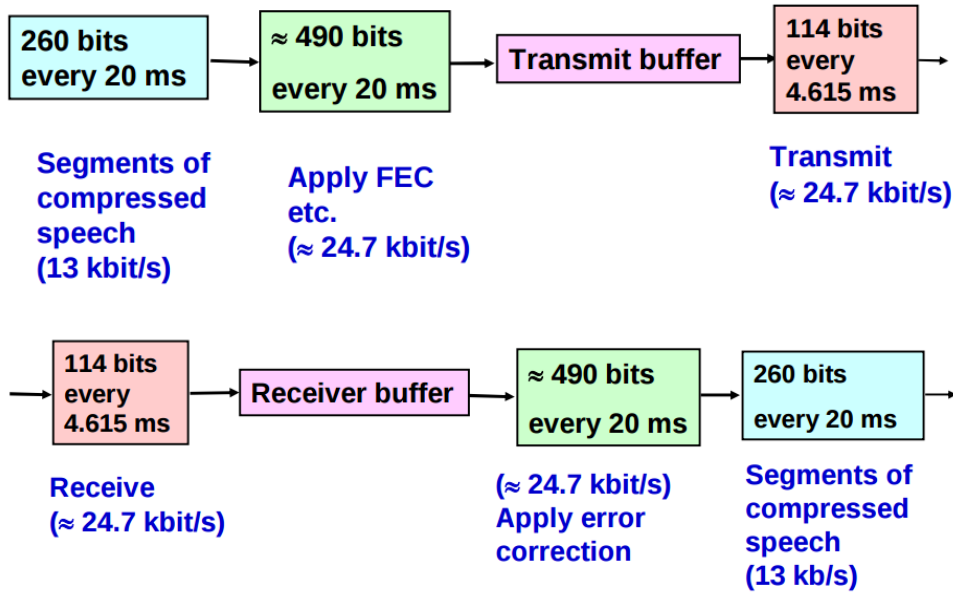 260 bits
every 20 ms
≈ 490 bits
every 20 ms
Transmit buffer
114 bits
every
4.615 ms
Segments of
compressed
speech
(13 kbit/s)
Apply FEC
etc.
(≈ 24.7 kbit/s)
Transmit
(≈ 24.7 kbit/s)
114 bits
every
4.615 ms
Receiver buffer
≈ 490 bits
every 20 ms
260 bits
every 20 ms
Receive
(≈ 24.7 kbit/s)
(≈ 24.7 kbit/s)
Apply error
correction
Segments of
compressed
speech
(13 kb/s)